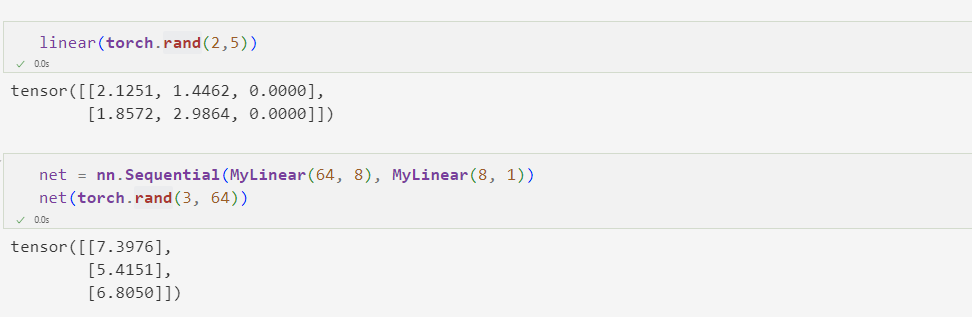 linear(torch.rand(2,5))
0.0s
tensor([[2.1251, 1.4462, 0.0000],
[1.8572, 2.9864, 0.0000]])
net = nn.Sequential(MyLinear(64, 8), MyLinear(8, 1))
net(torch.rand(3, 64))
0.0s
tensor([[7.3976],
[5.4151],
[6.8050]])